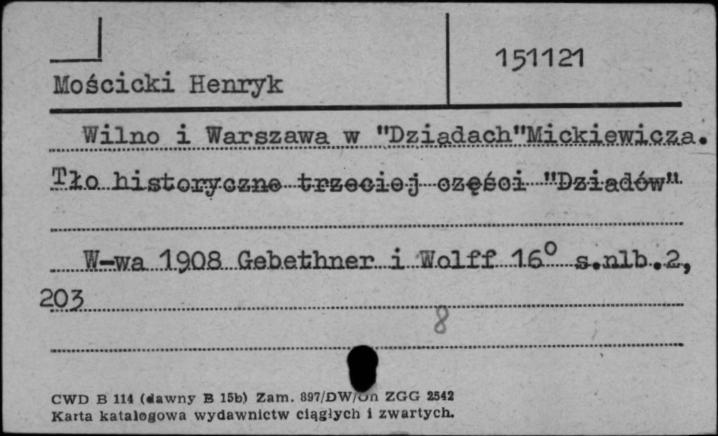 151121
Mościcki Henryk
Wilno i Warszawa w "Dziadach"Mickiewicza.
Tło historyczne trzeciej części "Dziadów"
W-wa 1908 Gebethner i Wolff 16° s.nlb.2,
203
8
CWD B 114 (dawny B 15b) Zam. 897/DW/On ZGG 2542
Karta katalogowa wydawnictw ciągłych i zwartych.